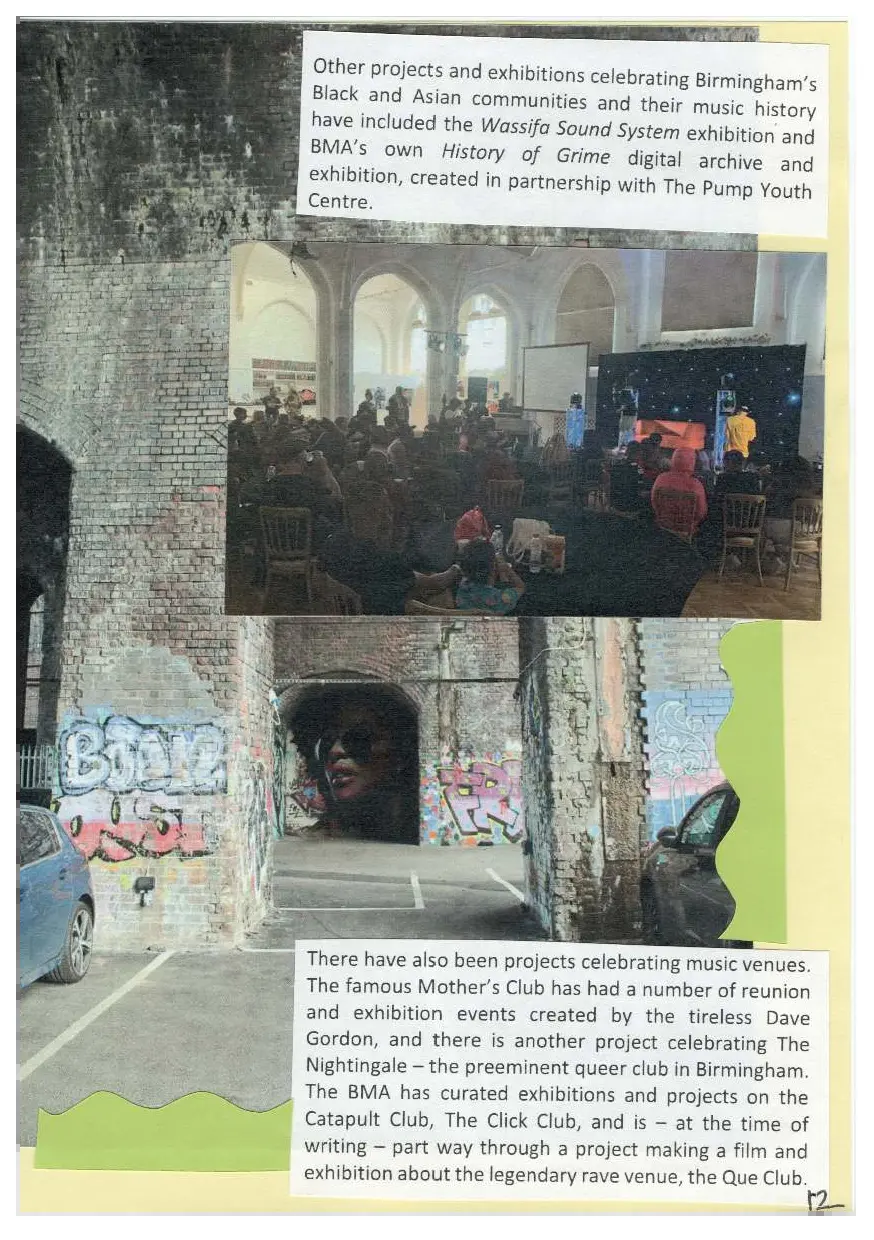 Other projects and exhibitions celebrating Birmingham's
Black and Asian communities and their music history
have included the Wassifa Sound System exhibition and
BMA's own History of Grime digital archive and
exhibition, created in partnership with The Pump Youth
Centre.
There have also been projects celebrating music venues.
The famous Mother's Club has had a number of reunion
and exhibition events created by the tireless Dave
Gordon, and there is another project celebrating The
Nightingale – the preeminent queer club in Birmingham.
The BMA has curated exhibitions and projects on the
Catapult Club, The Click Club, and is – at the time of
writing – part way through a project making a film and
exhibition about the legendary rave venue, the Que Club.
12